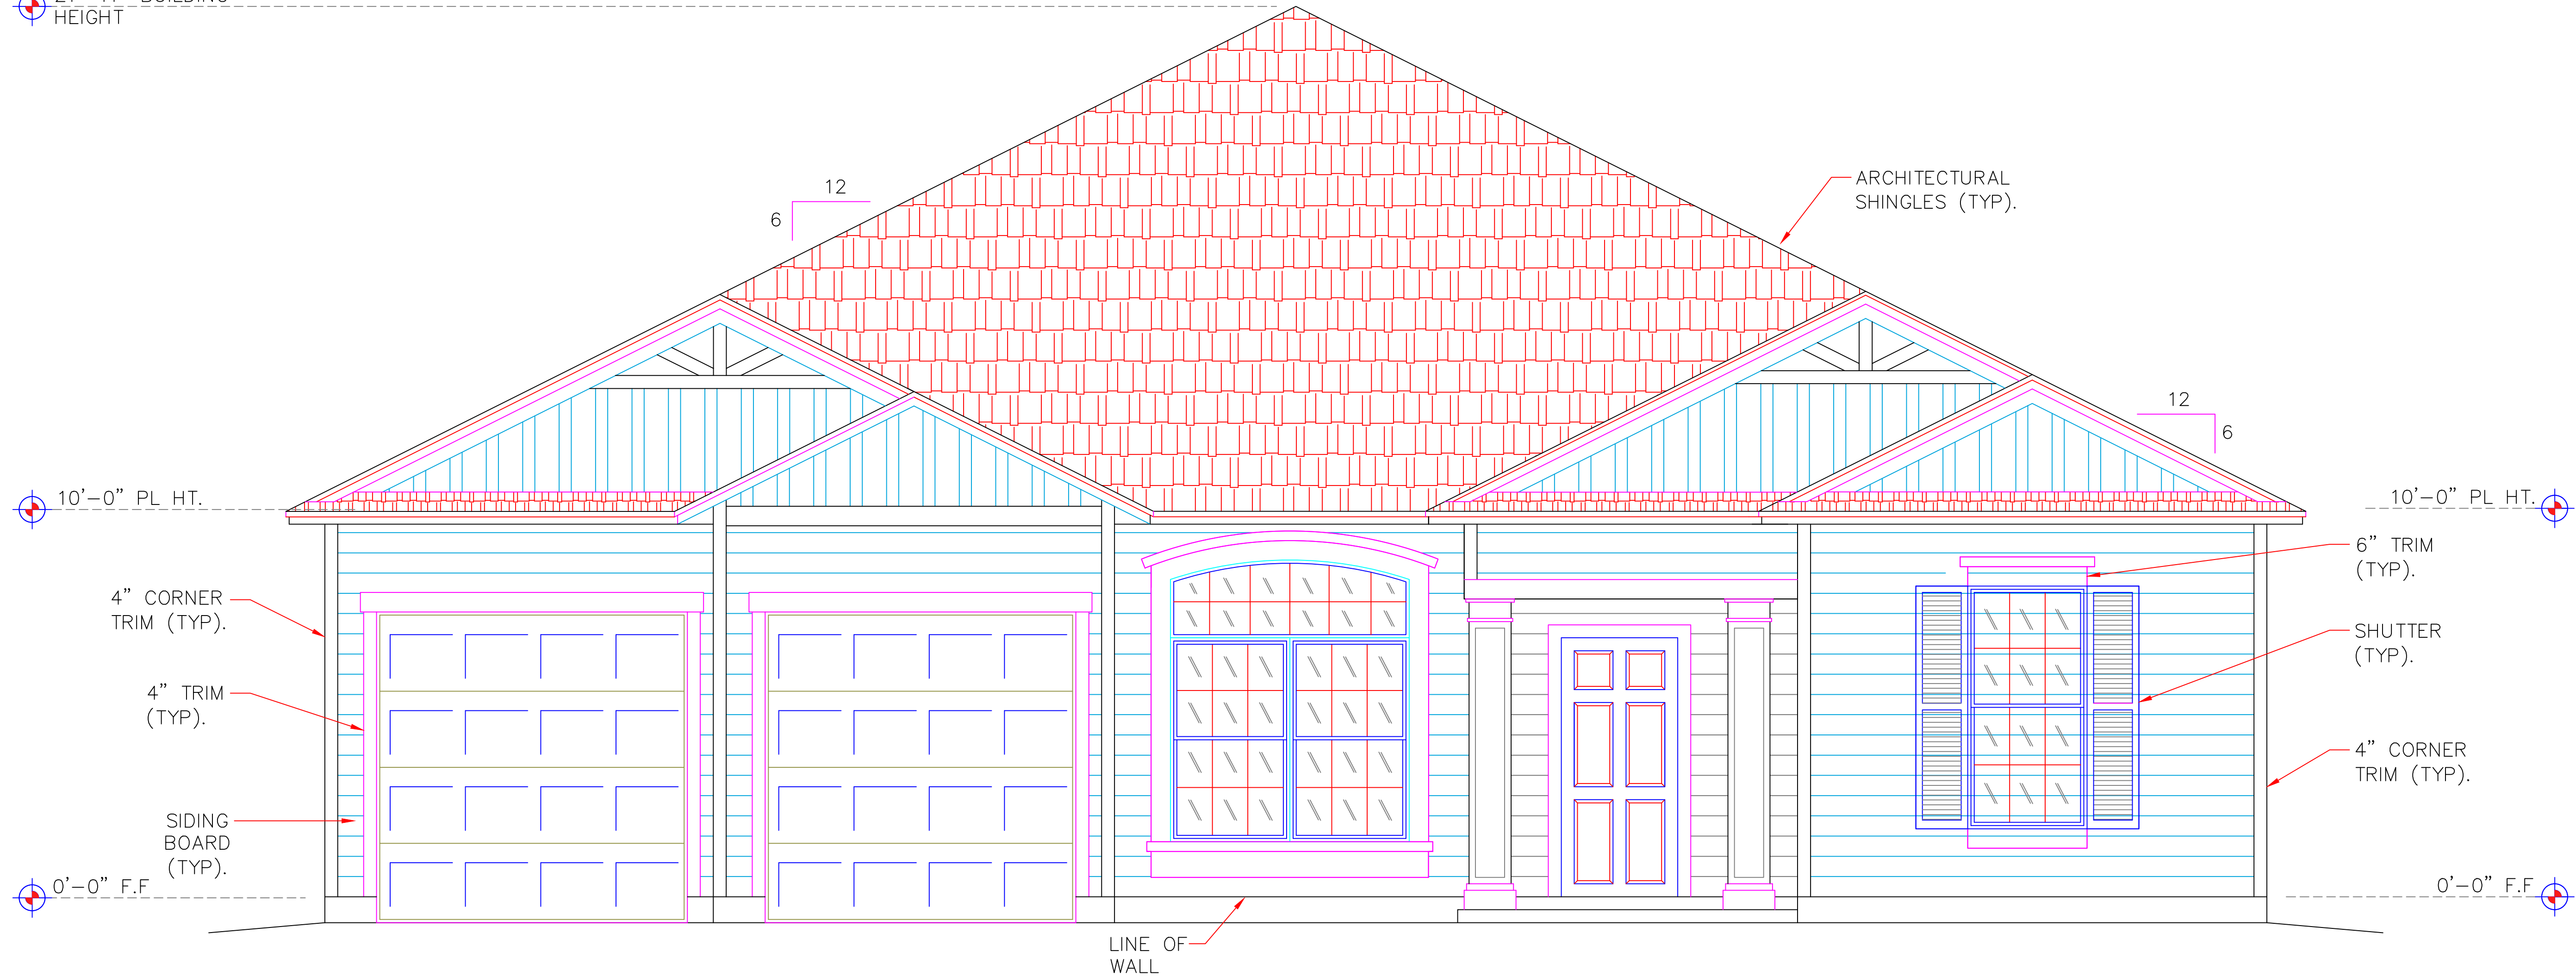 BUILDING
HEIGHT
12
6
ARCHITECTURAL
SHINGLES (TYP).
12
6
10'-0" PL HT.
10'-0" PL HT.
6" TRIM
(TYP).
4" CORNER
TRIM (TYP).
SHUTTER
(TYP).
4" TRIM
(TYP).
4" CORNER
TRIM (TYP).
SIDING
BOARD
(TYP).
0'-0" F.F
0'-0" F.F
LINE OF
WALL